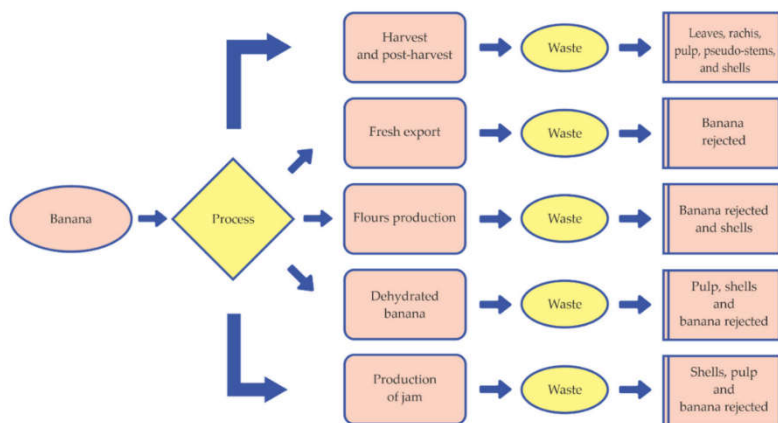 Harvest
and post-harvest
Waste
Leaves, rachis,
pulp, pseudo-stems,
and shells
Fresh export
Waste
Banana
rejected
Banana
Process
Flours production
Waste
Banana rejected
and shells
Dehydrated
banana
Waste
Pulp, shells
and
banana rejected
Production
of jam
Waste
Shells, pulp
and
banana rejected